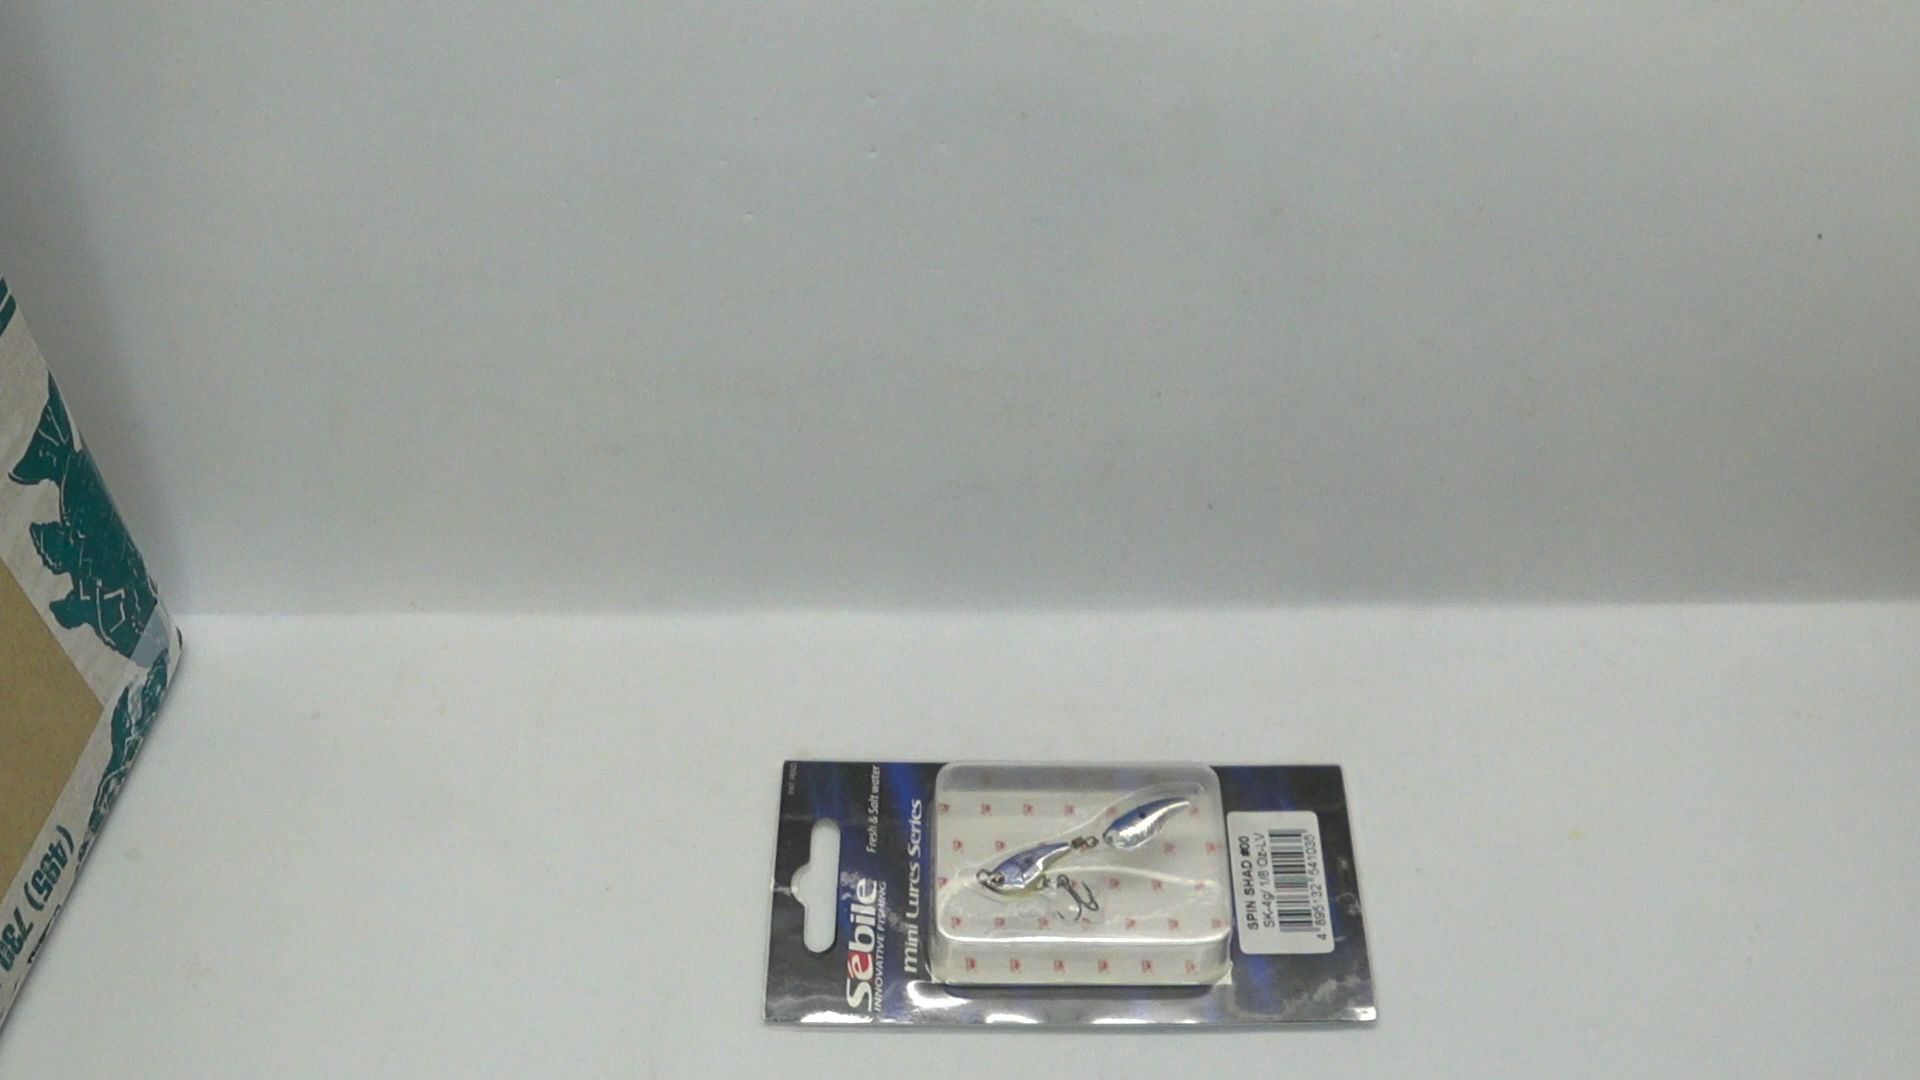 Sébile
INNOVATIVE FISHING
Fresh & Salt water
Mini Lures Series
SPIN SHAD #00
SK-4g/ 1/8 Oz-LV
4 895132 541035
(495) 730